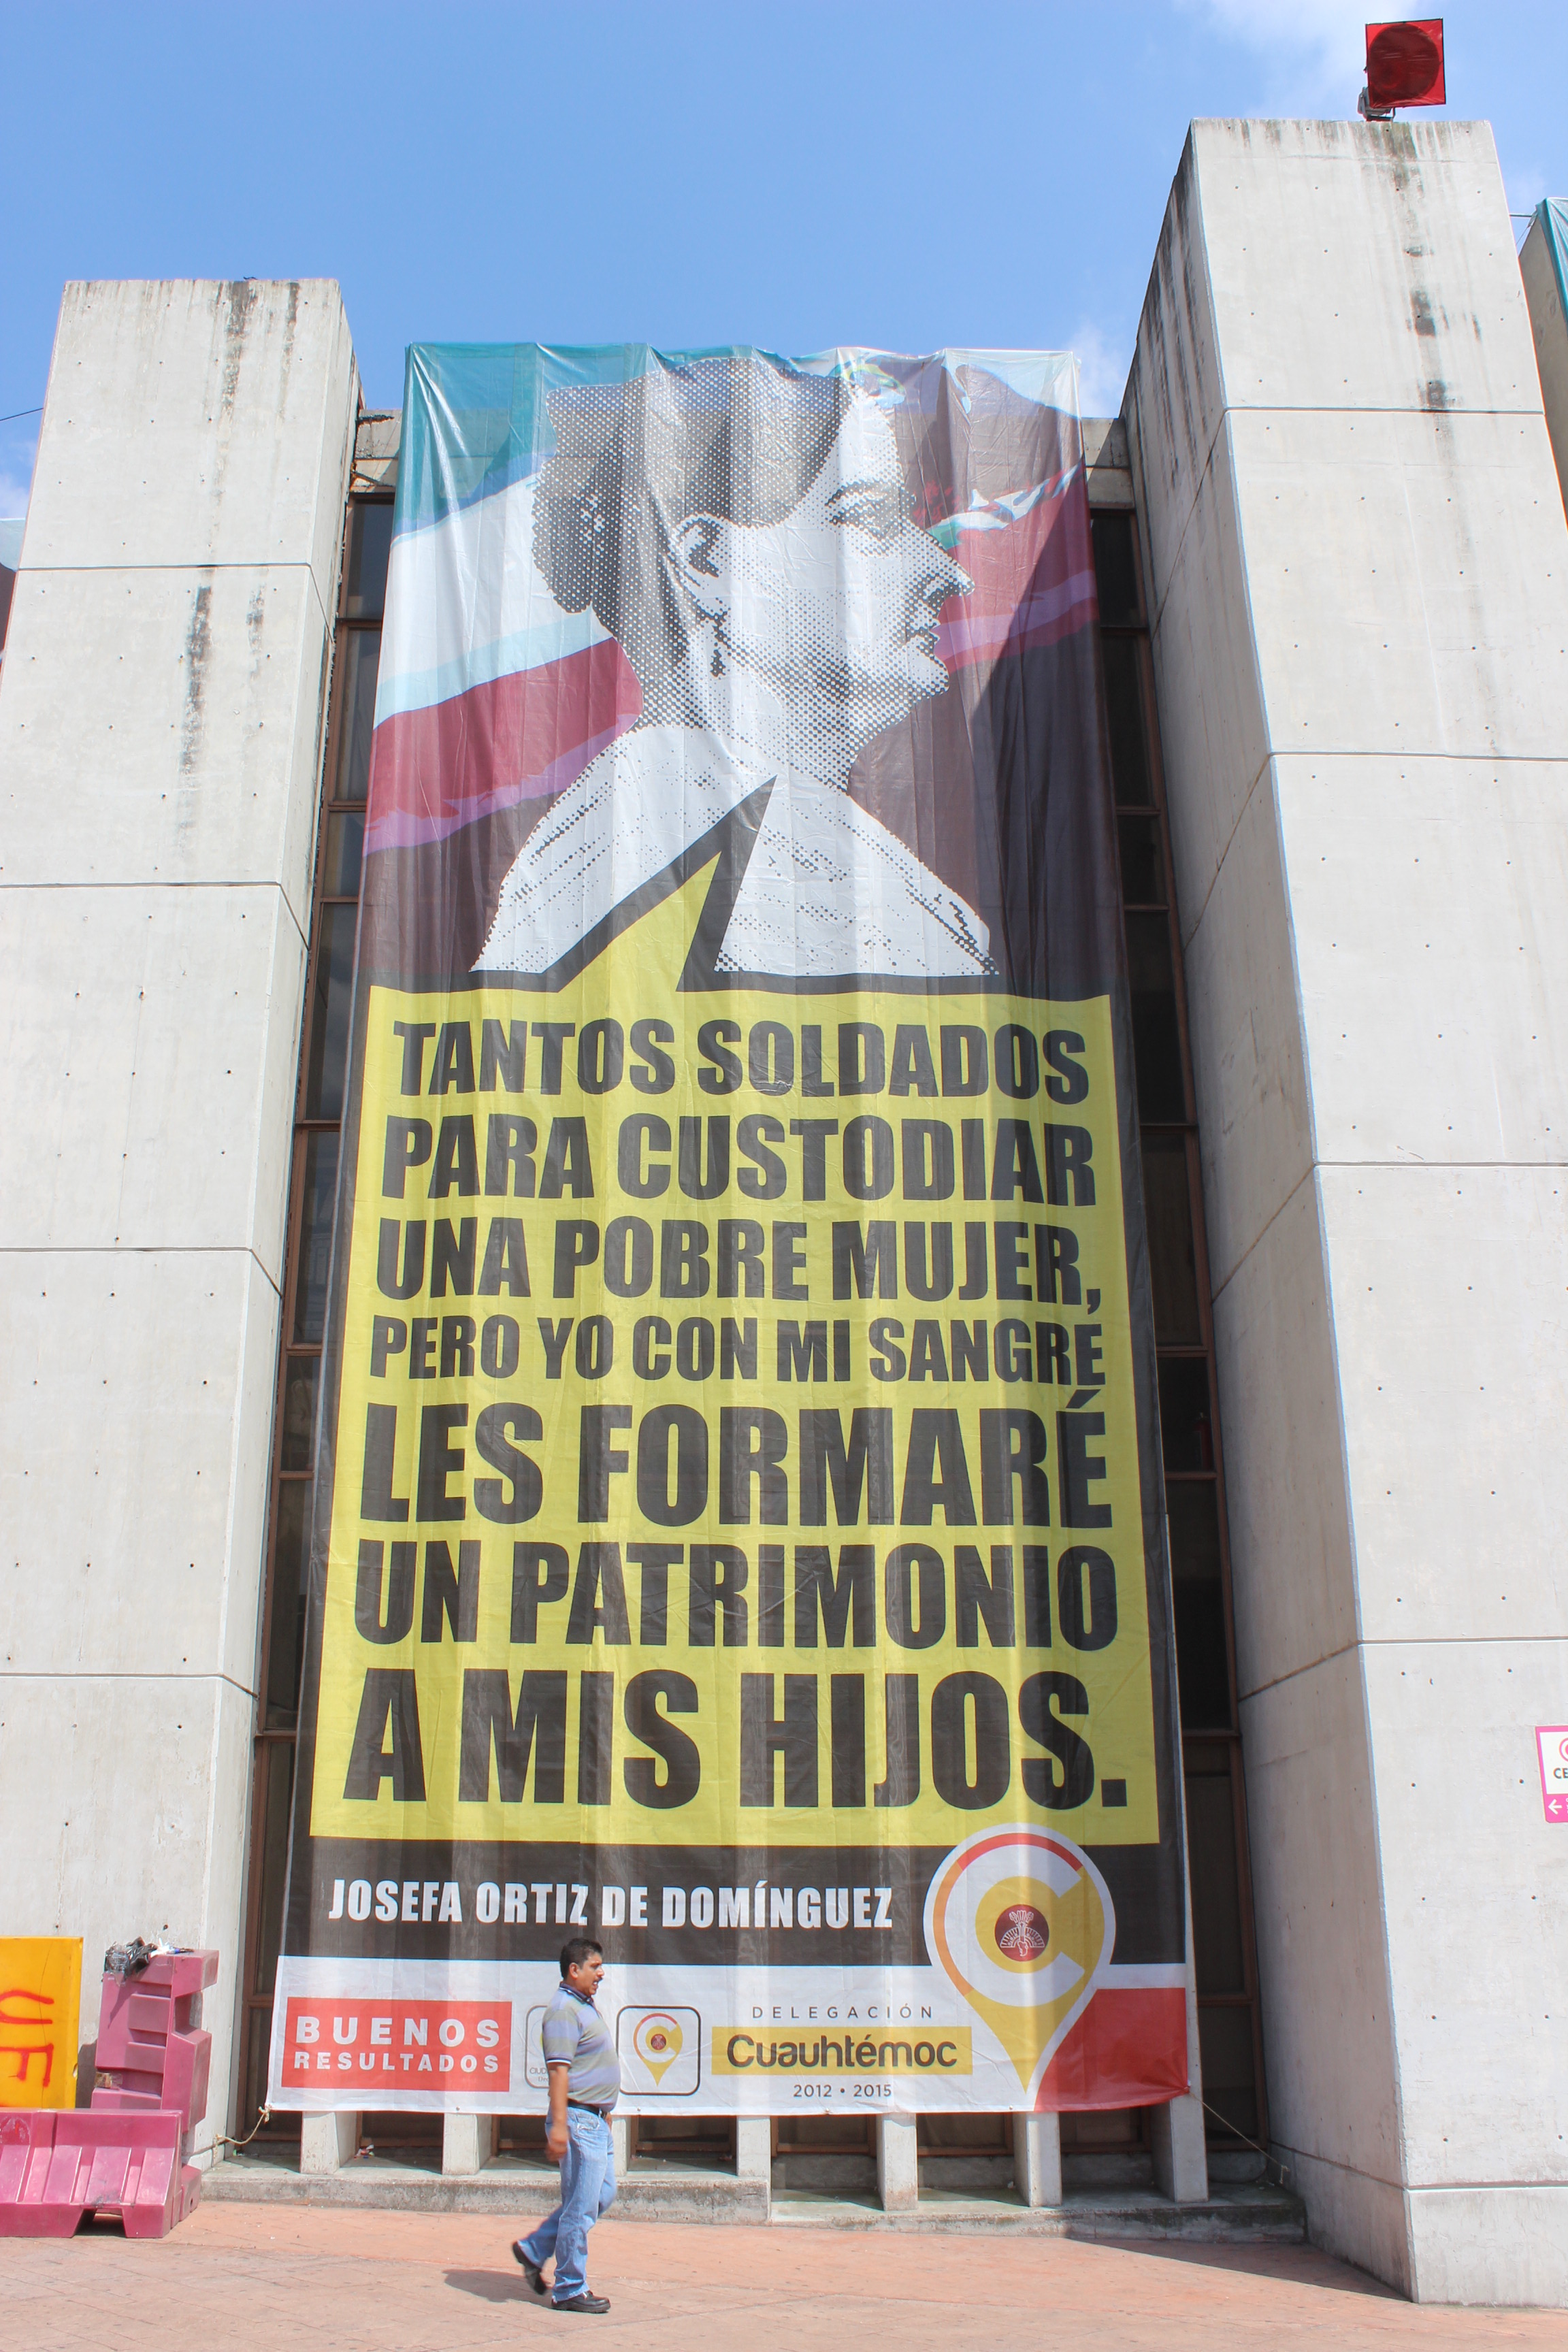 TANTOS SOLDADOS
PARA CUSTODIAR
UNA POBRE MUJER,
PERO YO CON MI SANGRE
LES FORMARÉ
UN PATRIMONIO
A MIS HIJOS.
JOSEFA ORTIZ DE DOMÍNGUEZ
BUENOS
RESULTADOS
DELEGACIÓN
Cuauhtémoc
2012 • 2015
C